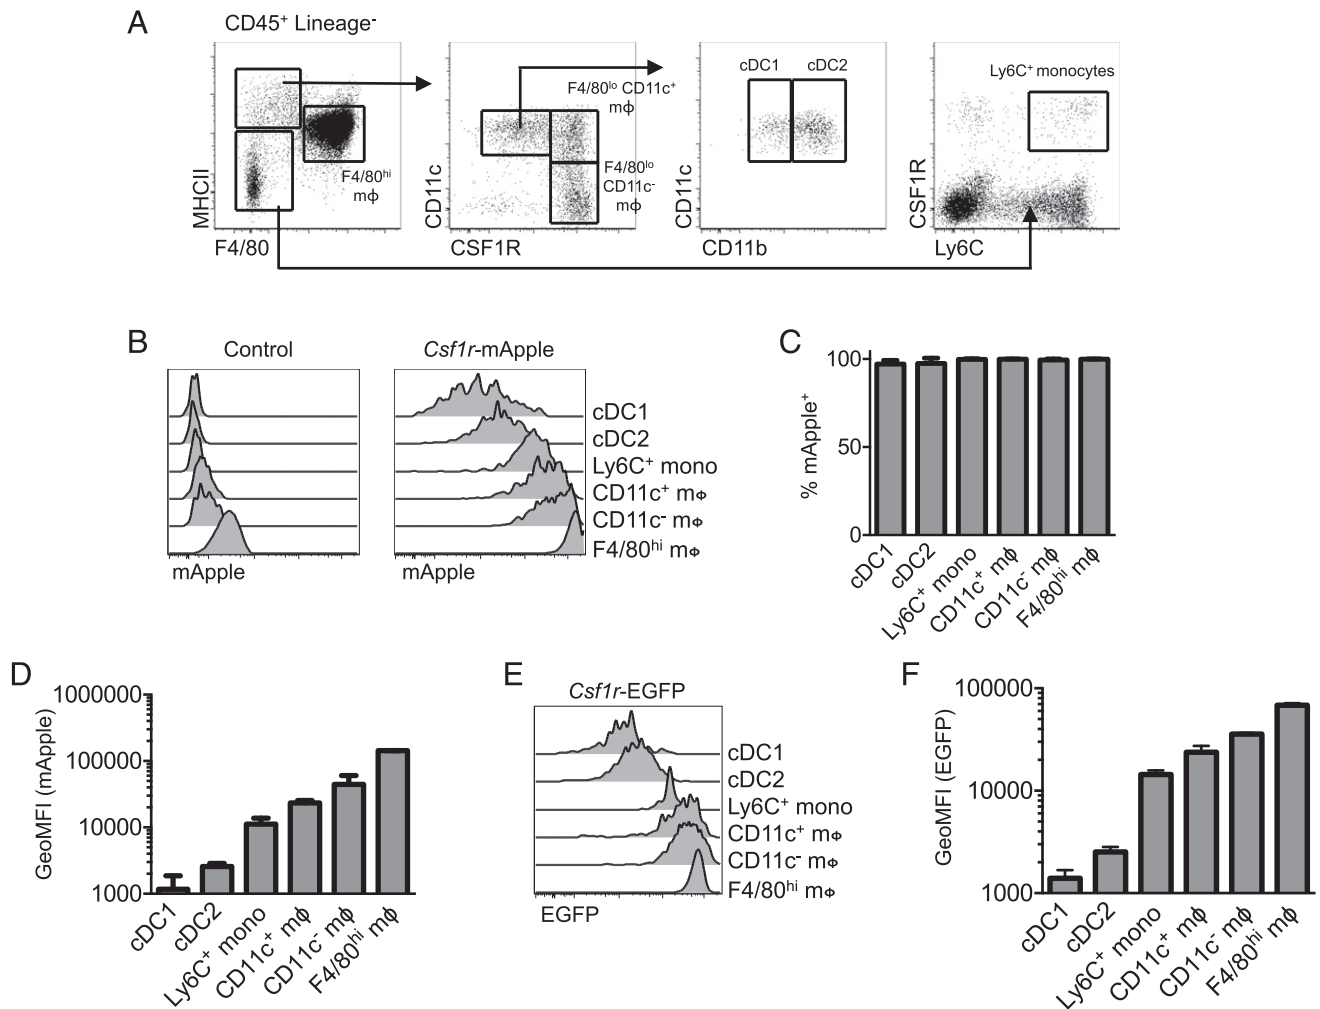 A
CD45⁺ Lineage⁻
MHCII
F4/80
F4/80ʰⁱ
mϕ
CD11c
CSF1R
F4/80ˡᵒ CD11c⁺
mϕ
F4/80ˡᵒ
CD11c⁻
mϕ
CD11c
CD11b
cDC1 cDC2
CSF1R
Ly6C
Ly6C⁺ monocytes
B
Control
mApple
Csf1r-mApple
mApple
cDC1
cDC2
Ly6C⁺ mono
CD11c⁺ mϕ
CD11c⁻ mϕ
F4/80ʰⁱ mϕ
C
% mApple⁺
100
50
0
cDC1
cDC2
Ly6C⁺ mono
CD11c⁺ mϕ
CD11c⁻ mϕ
F4/80ʰⁱ mϕ
D
GeoMFI (mApple)
1000000
100000
10000
1000
cDC1
cDC2
Ly6C⁺ mono
CD11c⁺ mϕ
CD11c⁻ mϕ
F4/80ʰⁱ mϕ
E
Csf1r-EGFP
cDC1
cDC2
Ly6C⁺ mono
CD11c⁺ mϕ
CD11c⁻ mϕ
F4/80ʰⁱ mϕ
EGFP
F
GeoMFI (EGFP)
100000
10000
1000
cDC1
cDC2
Ly6C⁺ mono
CD11c⁺ mϕ
CD11c⁻ mϕ
F4/80ʰⁱ mϕ